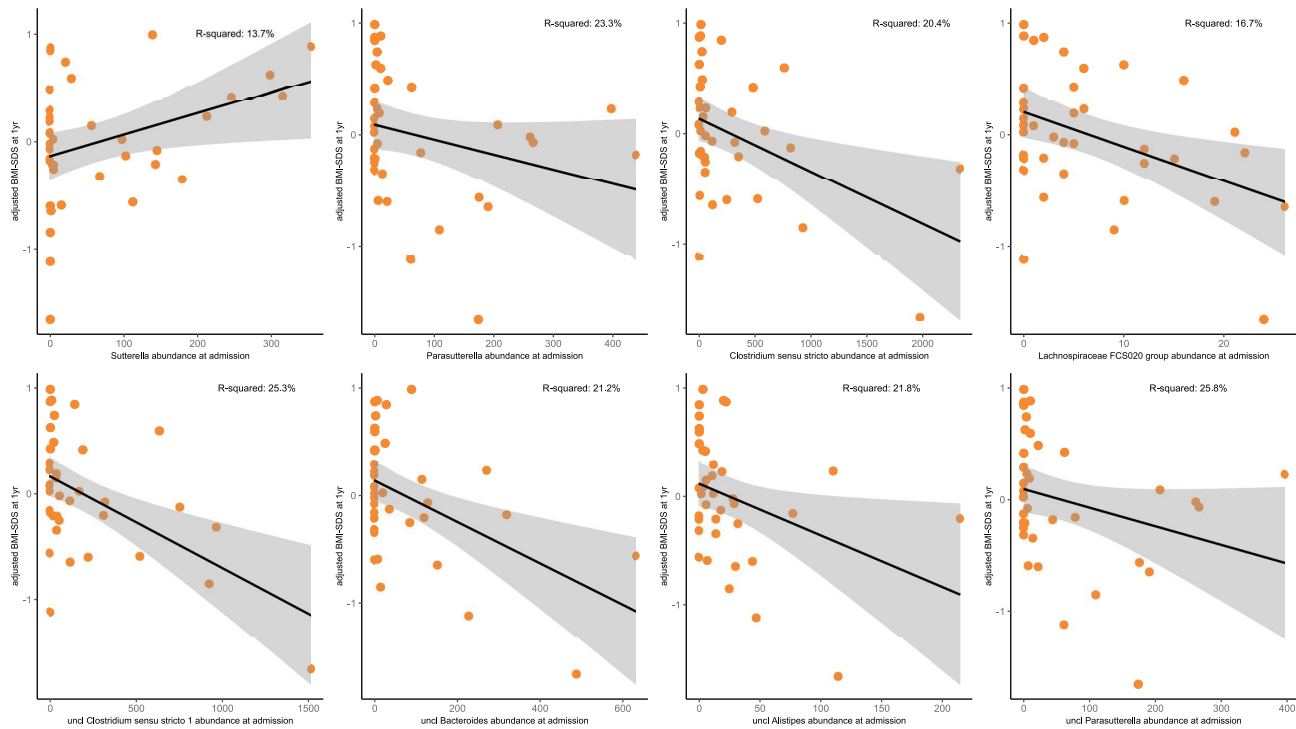 R-squared: 13.7%
1
0
-1
adjusted BMI-SDS at 1yr
0 100 200 300
Sutterella abundance at admission
R-squared: 23.3%
1
0
-1
adjusted BMI-SDS at 1yr
0 100 200 300 400
Parasutterella abundance at admission
R-squared: 20.4%
1
0
-1
adjusted BMI-SDS at 1yr
0 500 1000 1500 2000
Clostridium sensu stricto abundance at admission
R-squared: 16.7%
1
0
-1
adjusted BMI-SDS at 1yr
0 10 20
Lachnospiraceae FCS020 group abundance at admission
R-squared: 25.3%
1
0
-1
adjusted BMI-SDS at 1yr
0 500 1000 1500
uncl Clostridium sensu stricto 1 abundance at admission
R-squared: 21.2%
1
0
-1
adjusted BMI-SDS at 1yr
0 200 400 600
uncl Bacteroides abundance at admission
R-squared: 21.8%
1
0
-1
adjusted BMI-SDS at 1yr
0 50 100 150 200
uncl Alistipes abundance at admission
R-squared: 25.8%
1
0
-1
adjusted BMI-SDS at 1yr
0 100 200 300 400
uncl Parasutterella abundance at admission